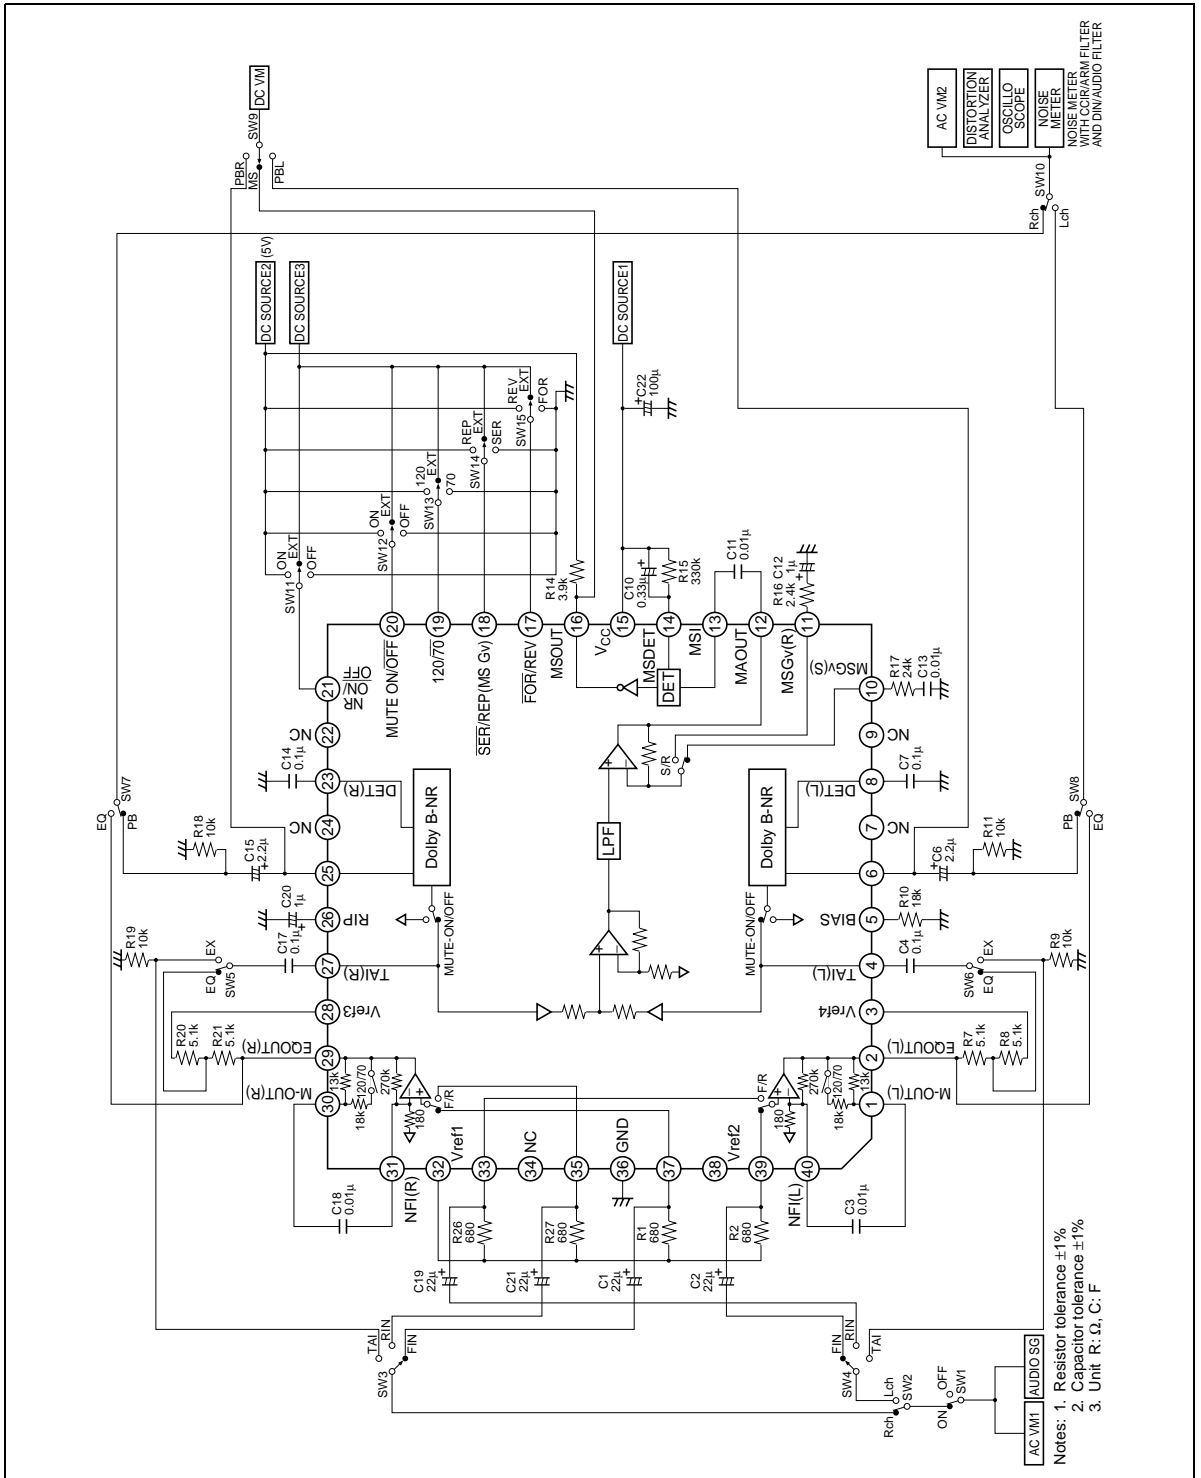 DC VM
SW9
PBR
MS
PBL
AC VM2
DISTORTION
ANALYZER
OSCILLO
SCOPE
NOISE
METER
NOISE METER
WITH CCIR/ARM FILTER
AND DIN/AUDIO FILTER
SW10
Rch
Lch
DC SOURCE2 (5V)
DC SOURCE3
DC SOURCE1
ON
EXT
OFF
SW11
ON
EXT
OFF
SW12
120
EXT
70
SW13
REP
EXT
SER
SW14
REV
EXT
FOR
SW15
R14
3.9k
C22
100μ
C10
0.33μ
R15
330k
C11
0.01μ
R16
2.4k
C12
1μ
R17
24k
C13
0.01μ
20
MUTE ON/OFF
19
120/70
18
SER/REP(MS Gv)
17
FOR/REV
16
MSOUT
15
VCC
14
MSDET
13
MSI
12
MAOUT
11
MSGv(R)
10
MSGv(S)
21
NR
ON/
OFF
22
NC
23
DET(R)
24
NC
25
26
RIP
27
TAI(R)
28
Vref3
29
EQOUT(R)
30
M-OUT(R)
9
NC
8
DET(L)
7
NC
6
5
BIAS
4
TAI(L)
3
Vref4
2
EQOUT(L)
1
M-OUT(L)
31
NFI(R)
32
Vref1
33
34
NC
35
36
GND
37
38
Vref2
39
40
NFI(L)
DET
LPF
S/R
Dolby B-NR
Dolby B-NR
MUTE-ON/OFF
MUTE-ON/OFF
F/R
F/R
180
180
270k
270k
120/70
120/70
13k
13k
18k
18k
SW7
EQ
PB
R18
10k
C15
2.2μ
C14
0.1μ
C20
1μ
C17
0.1μ
R19
10k
EX
EQ
SW5
R20
5.1k
R21
5.1k
SW8
PB
EQ
R11
10k
C6
2.2μ
C7
0.1μ
R10
18k
C4
0.1μ
R9
10k
EX
EQ
SW6
R7
5.1k
R8
5.1k
C18
0.01μ
C3
0.01μ
R26
680
R27
680
R1
680
R2
680
C19
22μ
C21
22μ
C1
22μ
C2
22μ
TAI
RIN
FIN
SW3
FIN
RIN
TAI
SW4
Lch
Rch
SW2
OFF
ON
SW1
AC VM1
AUDIO SG
Notes: 1. Resistor tolerance ±1%
2. Capacitor tolerance ±1%
3. Unit R: Ω, C: F